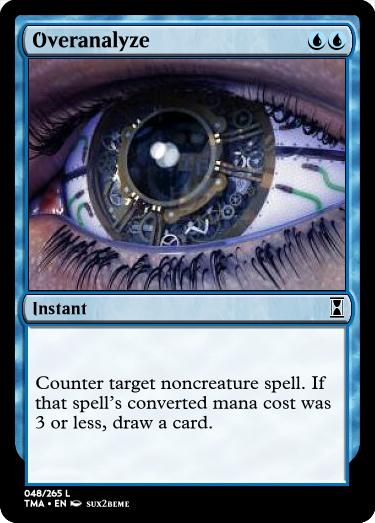 Overanalyze
Instant
Counter target noncreature spell. If
that spell's converted mana cost was
3 or less, draw a card.
048/265 L
TMA • EN SUX2BEME